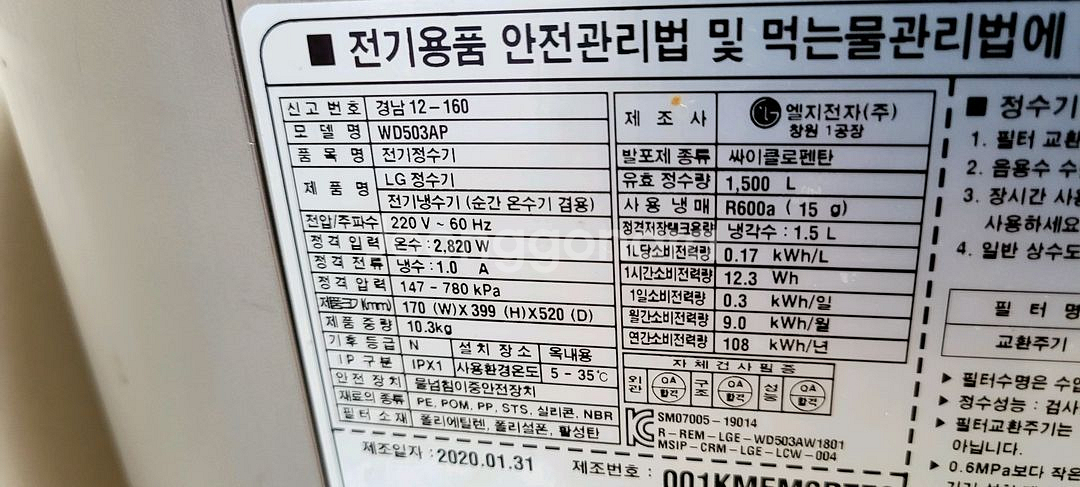 ■ 전기용품 안전관리법 및 먹는물관리법에
신고 번호 경남 12-160
모델명 WD503AP
품목명 전기정수기
제품명 LG 정수기
전기냉수기 (순간 온수기 겸용)
전압/주파수 220 V ~ 60 Hz
정격 입력 온수 : 2,820 W
정격 전류 냉수 : 1.0 A
정격 압력 147 - 780 kPa
제품크기(mm) 170 (W) X 399 (H) X 520 (D)
제품 중량 10.3kg
기후 등급 N 설치 장소 옥내용
IP 구분 IPX1 사용환경온도 5 - 35℃
안전 장치 물넘침이중안전장치
재료의 종류 PE, POM, PP, STS, 실리콘, NBR
필터 소재 폴리에틸렌, 폴리설폰, 활성탄
제조일자 : 2020.01.31
제조번호 :
제조사 LG 엘지전자(주)
창원 1공장
발포제 종류 싸이클로펜탄
유효 정수량 1,500 L
사용 냉매 R600a ( 15 g)
정격저장탱크용량 냉각수 : 1.5 L
1L당소비전력량 0.17 kWh/L
1시간소비전력량 12.3 Wh
1일소비전력량 0.3 kWh/일
월간소비전력량 9.0 kWh/월
연간소비전력량 108 kWh/년
자체검사필증
외관 QA 합격 구조 QA 합격 성능 QA 합격
SM07005-19014
R-REM-LGE-WD503AW1801
MSIP-CRM-LGE-LCW-004
■ 정수기
1. 필터 교환
2. 음용수 수
3. 장시간 사
사용하세요
4. 일반 상수도
필터명
교환주기
▶ 필터수명은 수압
▶ 정수성능 : 검사
▶ 필터교환주기는
아닙니다.
▶ 0.6MPa보다 작은